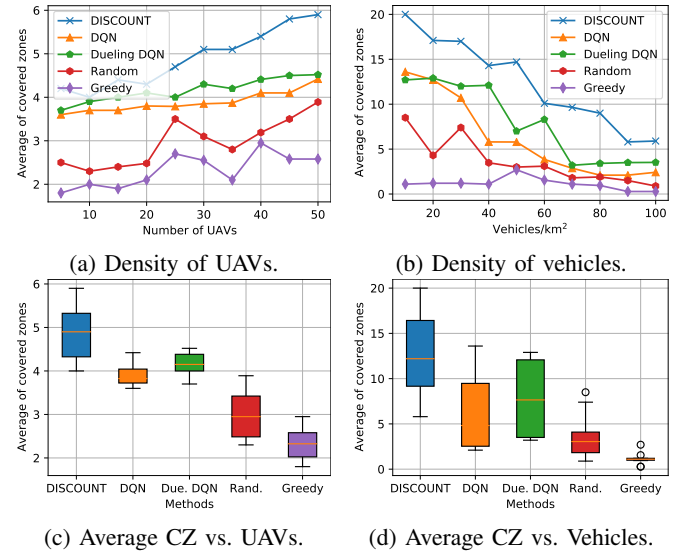 Average of covered zones
6
5
4
3
2
10
20
30
40
50
Number of UAVs
DISCOUNT
DQN
Dueling DQN
Random
Greedy
(a) Density of UAVs.
Average of covered zones
20
15
10
5
0
20
40
60
80
100
Vehicles/km²
DISCOUNT
DQN
Dueling DQN
Random
Greedy
(b) Density of vehicles.
Average of covered zones
6
5
4
3
2
DISCOUNT
DQN
Due. DQN
Rand.
Greedy
Methods
(c) Average CZ vs. UAVs.
Average of covered zones
20
15
10
5
0
DISCOUNT
DQN
Due. DQN
Rand.
Greedy
Methods
(d) Average CZ vs. Vehicles.